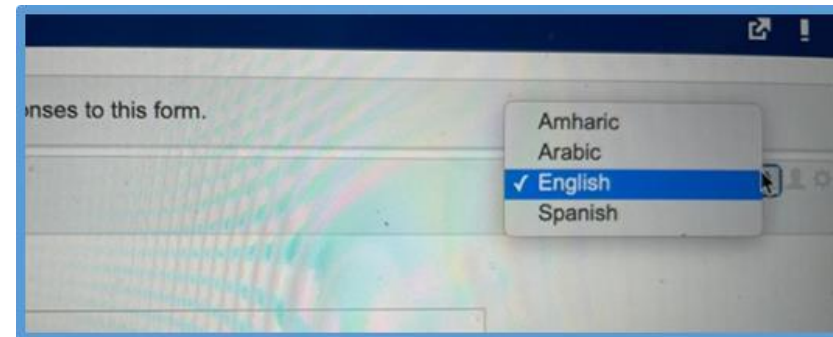 nses to this form.
Amharic
Arabic
✓ English
Spanish